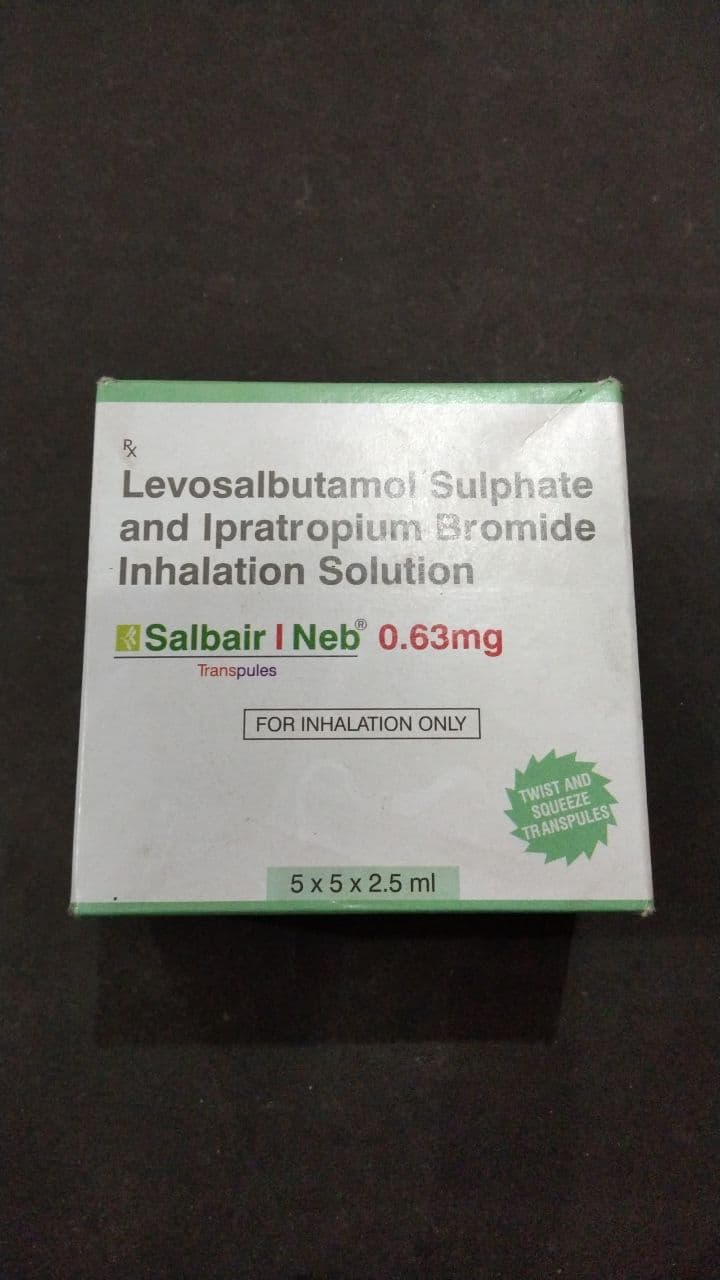 Rx
Levosalbutamol Sulphate
and Ipratropium Bromide
Inhalation Solution
Salbair I Neb® 0.63mg
Transpules
FOR INHALATION ONLY
TWIST AND
SQUEEZE
TRANSPULES
5 x 5 x 2.5 ml